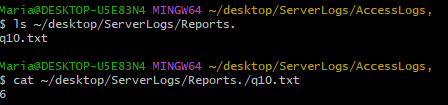 Maria@DESKTOP-U5E83N4 MINGW64 ~/desktop/ServerLogs/AccessLogs,
$ ls ~/desktop/ServerLogs/Reports.
q10.txt
Maria@DESKTOP-U5E83N4 MINGW64 ~/desktop/ServerLogs/AccessLogs,
$ cat ~/desktop/ServerLogs/Reports./q10.txt
6